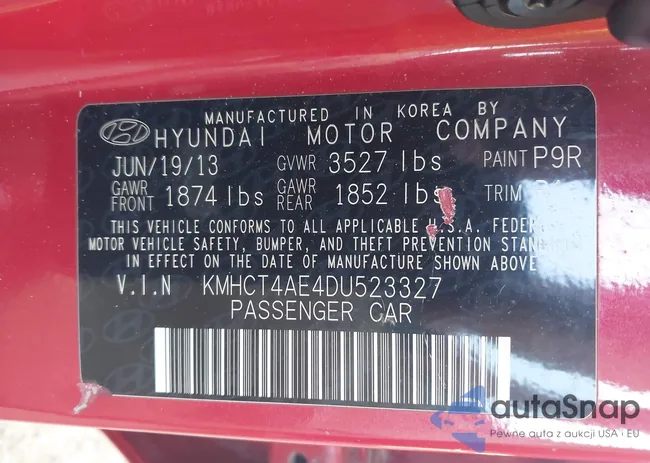 MANUFACTURED IN KOREA BY
HYUNDAI MOTOR COMPANY
JUN/19/13 GVWR 3527 lbs PAINT P9R
GAWR FRONT 1874 lbs GAWR REAR 1852 lbs TRIM
THIS VEHICLE CONFORMS TO ALL APPLICABLE U.S.A. FEDERAL
MOTOR VEHICLE SAFETY, BUMPER, AND THEFT PREVENTION
IN EFFECT ON THE DATE OF MANUFACTURE SHOWN ABOVE
V.I.N KMHCT4AE4DU523327
PASSENGER CAR
autaSnap
Pewne auta z aukcji USA i EU